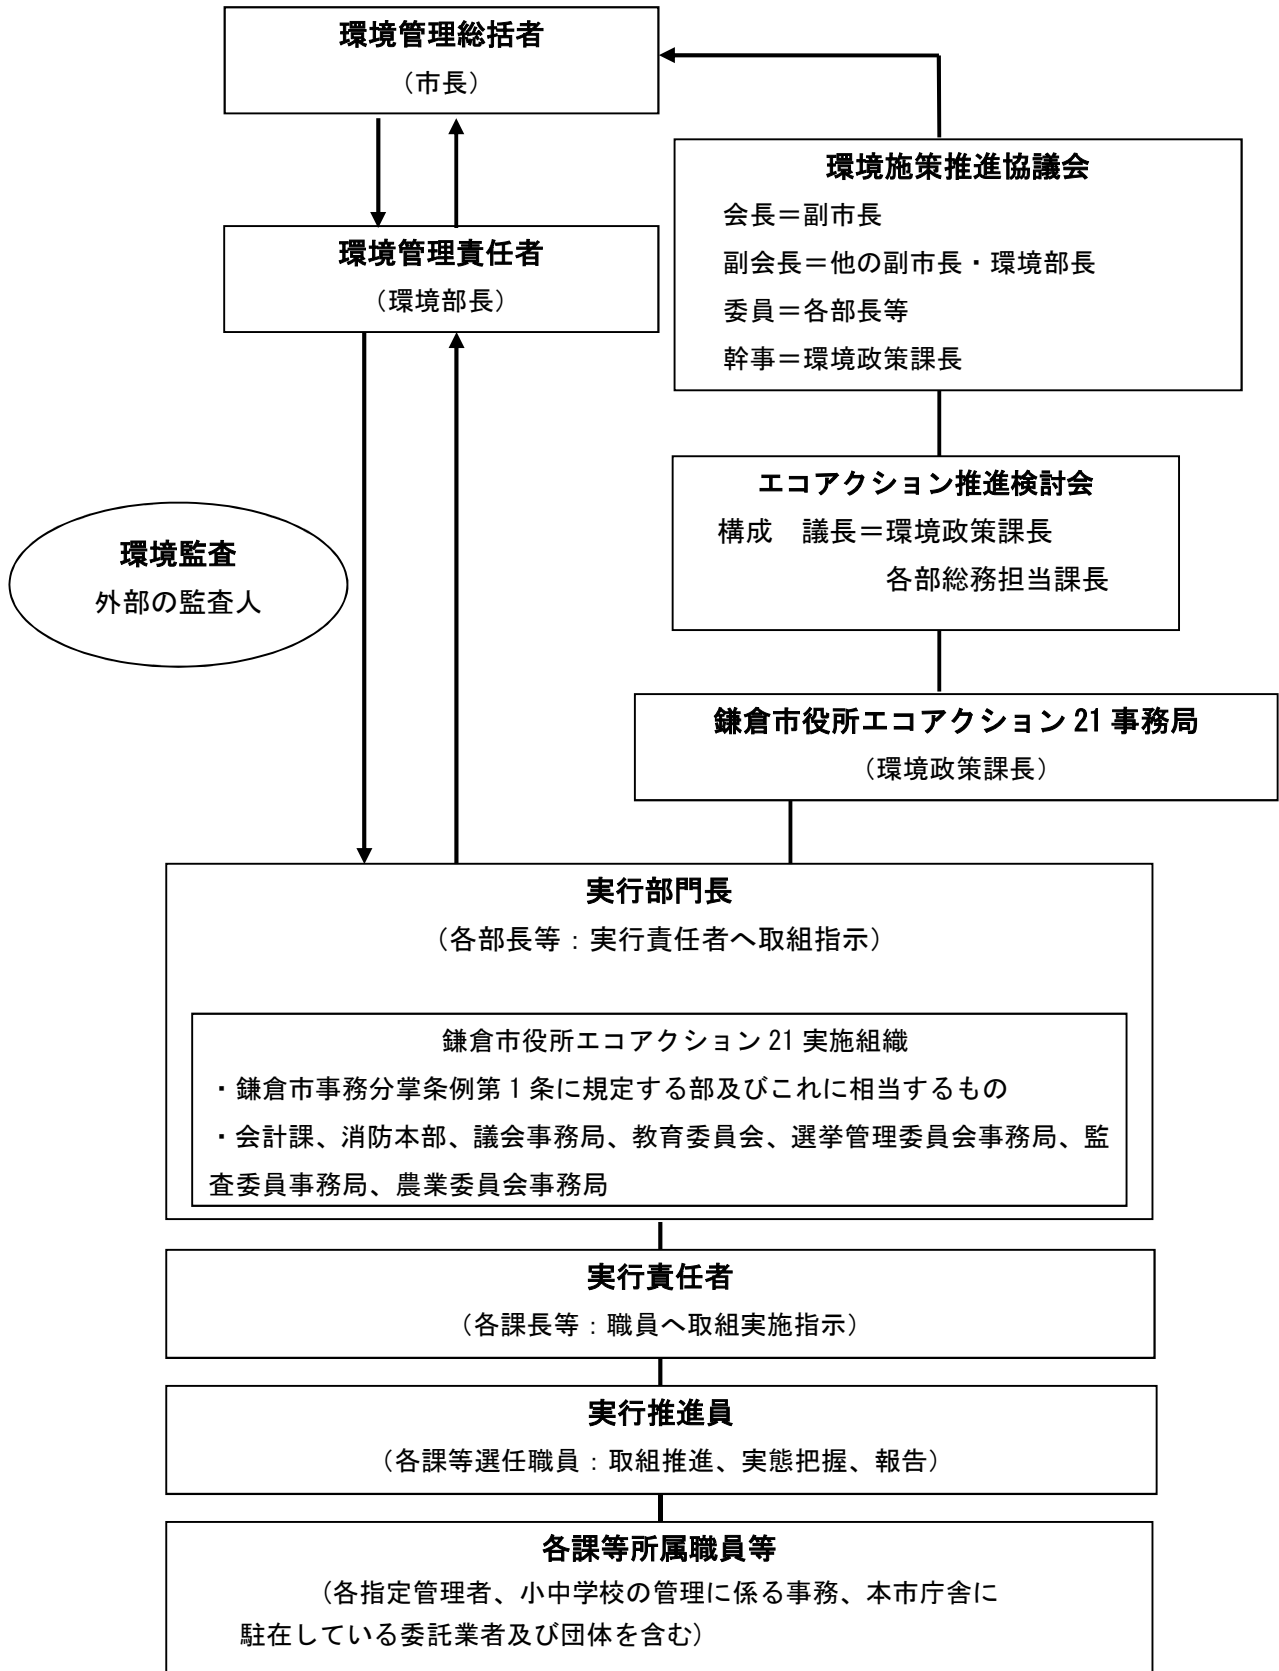 環境管理総括者
（市長）
環境施策推進協議会
会長＝副市長
副会長＝他の副市長・環境部長
委員＝各部長等
幹事＝環境政策課長
環境管理責任者
（環境部長）
エコアクション推進検討会
構成　議長＝環境政策課長
各部総務担当課長
環境監査
外部の監査人
鎌倉市役所エコアクション 21 事務局
（環境政策課長）
実行部門長
（各部長等：実行責任者へ取組指示）
鎌倉市役所エコアクション 21 実施組織
・鎌倉市事務分掌条例第 1 条に規定する部及びこれに相当するもの
・会計課、消防本部、議会事務局、教育委員会、選挙管理委員会事務局、監
査委員事務局、農業委員会事務局
実行責任者
（各課長等：職員へ取組実施指示）
実行推進員
（各課等選任職員：取組推進、実態把握、報告）
各課等所属職員等
（各指定管理者、小中学校の管理に係る事務、本市庁舎に
駐在している委託業者及び団体を含む）